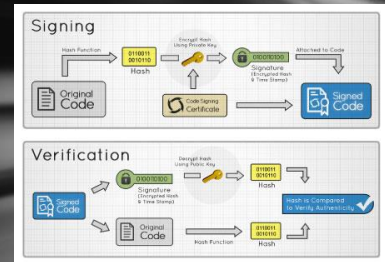 Signing
Hash Function
0110011
0010110
Hash
Encrypt Hash
Using Private Key
010010100
Signature
(Encrypted Hash
& Time Stamp)
Attached to Code
Original
Code
Code Signing
Certificate
Signed
Code
Verification
Signed
Code
010010100
Signature
(Encrypted Hash
& Time Stamp)
Decrypt Hash
Using Public Key
0110011
0010110
Hash
Original
Code
Hash Function
0110011
0010110
Hash
Hash is Compared
to Verify Authenticity